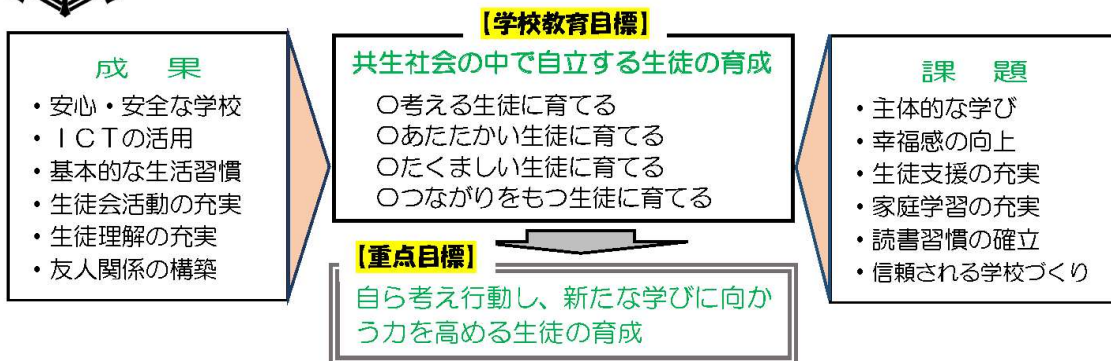 【学校教育目標】
成　果
・安心・安全な学校
・ＩＣＴの活用
・基本的な生活習慣
・生徒会活動の充実
・生徒理解の充実
・友人関係の構築
共生社会の中で自立する生徒の育成
○考える生徒に育てる
○あたたかい生徒に育てる
○たくましい生徒に育てる
○つながりをもつ生徒に育てる
課　題
・主体的な学び
・幸福感の向上
・生徒支援の充実
・家庭学習の充実
・読書習慣の確立
・信頼される学校づくり
【重点目標】
自ら考え行動し、新たな学びに向か
う力を高める生徒の育成